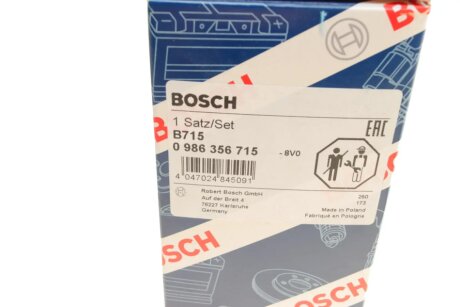 BOSCH
1 Satz/Set
B715
0 986 356 715
- 8V0
EAC
4 047024 845091
Robert Bosch GmbH
Auf der Breit 4
76227 Karlsruhe
Germany
260
173
Made in Poland
Fabriqué en Pologne
BOSCH